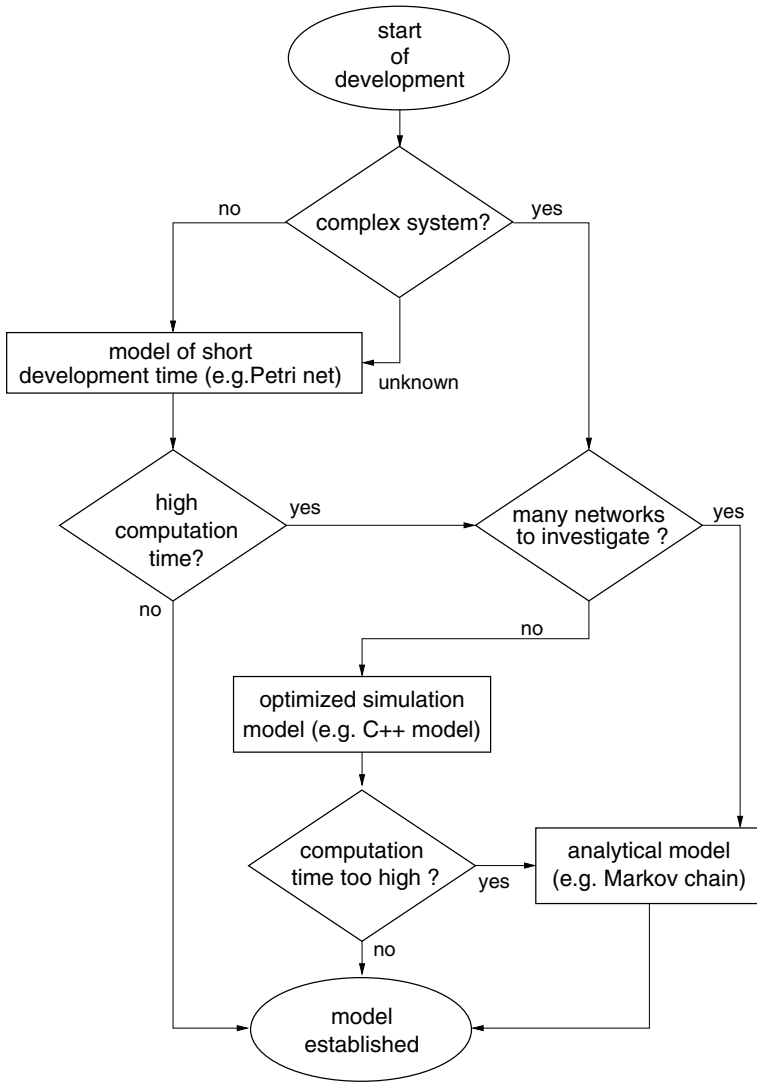 start
of
development
complex system?
no
yes
model of short
development time (e.g.Petri net)
unknown
high
computation
time?
yes
no
many networks
to investigate ?
yes
no
optimized simulation
model (e.g. C++ model)
computation
time too high ?
yes
no
analytical model
(e.g. Markov chain)
model
established